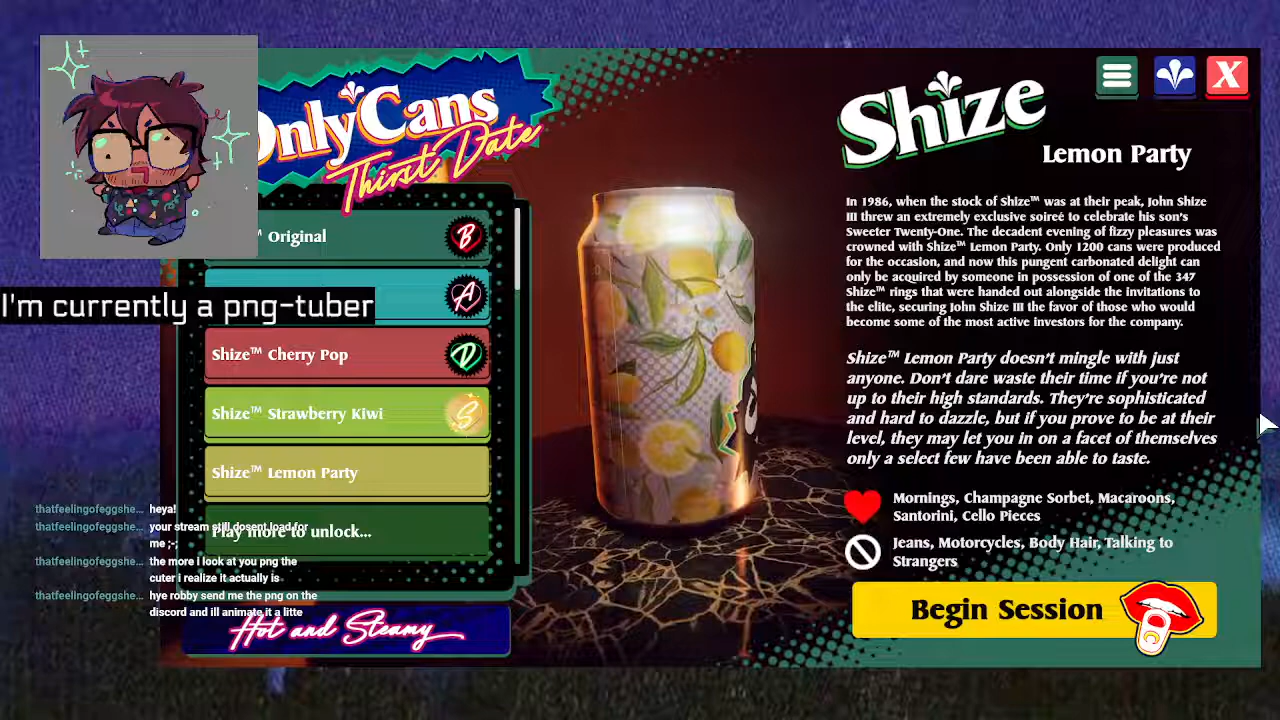 OnlyCans
Thirst Date
™ Original
B
A
Shize™ Cherry Pop
D
Shize™ Strawberry Kiwi
S
Shize™ Lemon Party
Play more to unlock...
Hot and Steamy
I'm currently a png-tuber
thatfeelingofeggshe... heya!
thatfeelingofeggshe... your stream still dosent load for
me ;-;
thatfeelingofeggshe... the more i look at you png the
cuter i realize it actually is
thatfeelingofeggshe... hye robby send me the png on the
discord and ill animate it a litte
Shize
Lemon Party
X
In 1986, when the stock of Shize™ was at their peak, John Shize
III threw an extremely exclusive soireé to celebrate his son's
Sweeter Twenty-One. The decadent evening of fizzy pleasures was
crowned with Shize™ Lemon Party. Only 1200 cans were produced
for the occasion, and now this pungent carbonated delight can
only be acquired by someone in possession of one of the 347
Shize™ rings that were handed out alongside the invitations to
the elite, securing John Shize III the favor of those who would
become some of the most active investors for the company.
Shize™ Lemon Party doesn't mingle with just
anyone. Don't dare waste their time if you're not
up to their high standards. They're sophisticated
and hard to dazzle, but if you prove to be at their
level, they may let you in on a facet of themselves
only a select few have been able to taste.
Mornings, Champagne Sorbet, Macaroons,
Santorini, Cello Pieces
Jeans, Motorcycles, Body Hair, Talking to
Strangers
Begin Session